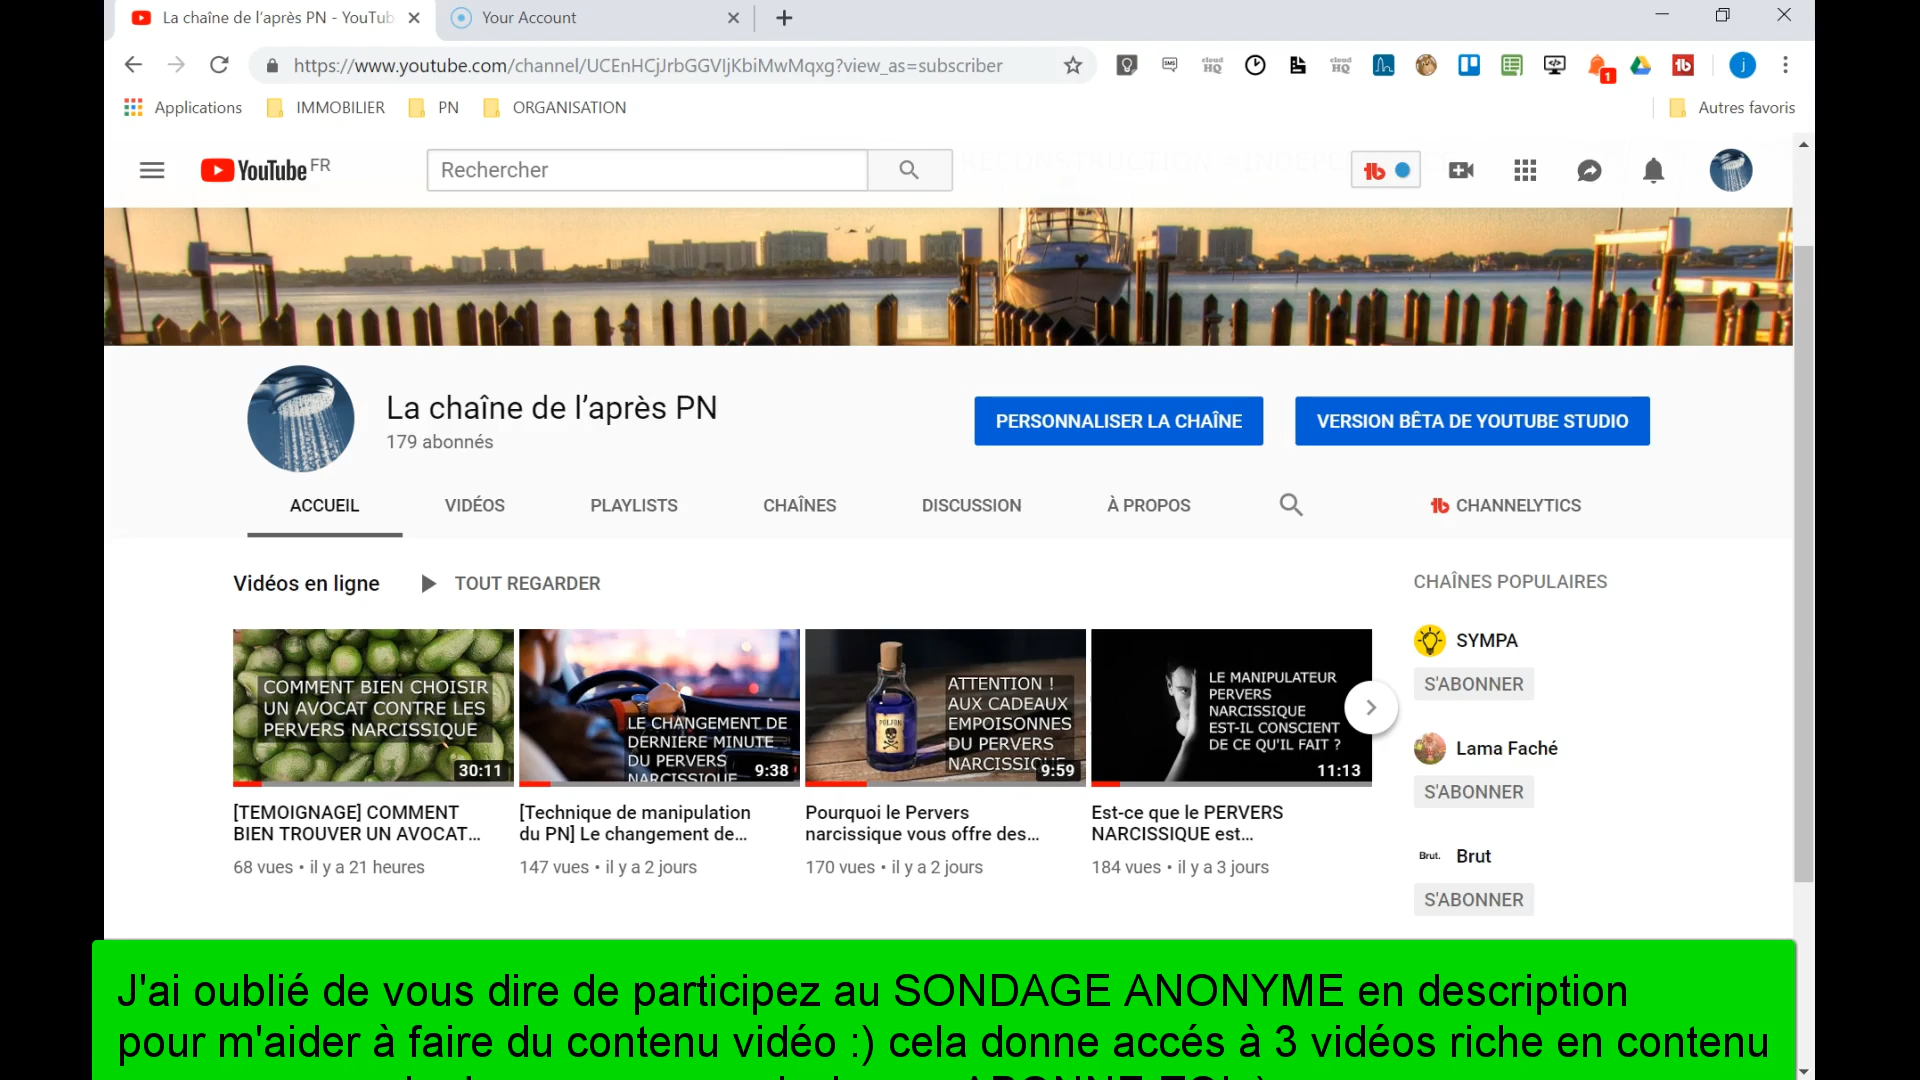 La chaîne de l'après PN - YouTub
Your Account
https://www.youtube.com/channel/UCEnHCjJrbGGVIjKbiMwMqxg?view_as=subscriber
Applications
IMMOBILIER
PN
ORGANISATION
Autres favoris
YouTube FR
Rechercher
La chaîne de l'après PN
179 abonnés
PERSONNALISER LA CHAÎNE
VERSION BÊTA DE YOUTUBE STUDIO
ACCUEIL
VIDÉOS
PLAYLISTS
CHAÎNES
DISCUSSION
À PROPOS
CHANNELYTICS
Vidéos en ligne
TOUT REGARDER
CHAÎNES POPULAIRES
COMMENT BIEN CHOISIR
UN AVOCAT CONTRE LES
PERVERS NARCISSIQUE
30:11
[TEMOIGNAGE] COMMENT
BIEN TROUVER UN AVOCAT...
68 vues • il y a 21 heures
LE CHANGEMENT DE
DERNIERE MINUTE
DU PERVERS
NARCISSIQUE
9:38
[Technique de manipulation
du PN] Le changement de...
147 vues • il y a 2 jours
POISON
ATTENTION !
AUX CADEAUX
EMPOISONNES
DU PERVERS
NARCISSIQUE
9:59
Pourquoi le Pervers
narcissique vous offre des...
170 vues • il y a 2 jours
LE MANIPULATEUR
PERVERS
NARCISSIQUE
EST-IL CONSCIENT
DE CE QU'IL FAIT ?
11:13
Est-ce que le PERVERS
NARCISSIQUE est...
184 vues • il y a 3 jours
SYMPA
S'ABONNER
Lama Faché
S'ABONNER
Brut.
Brut
S'ABONNER
J'ai oublié de vous dire de participez au SONDAGE ANONYME en description
pour m'aider à faire du contenu vidéo :) cela donne accés à 3 vidéos riche en contenu